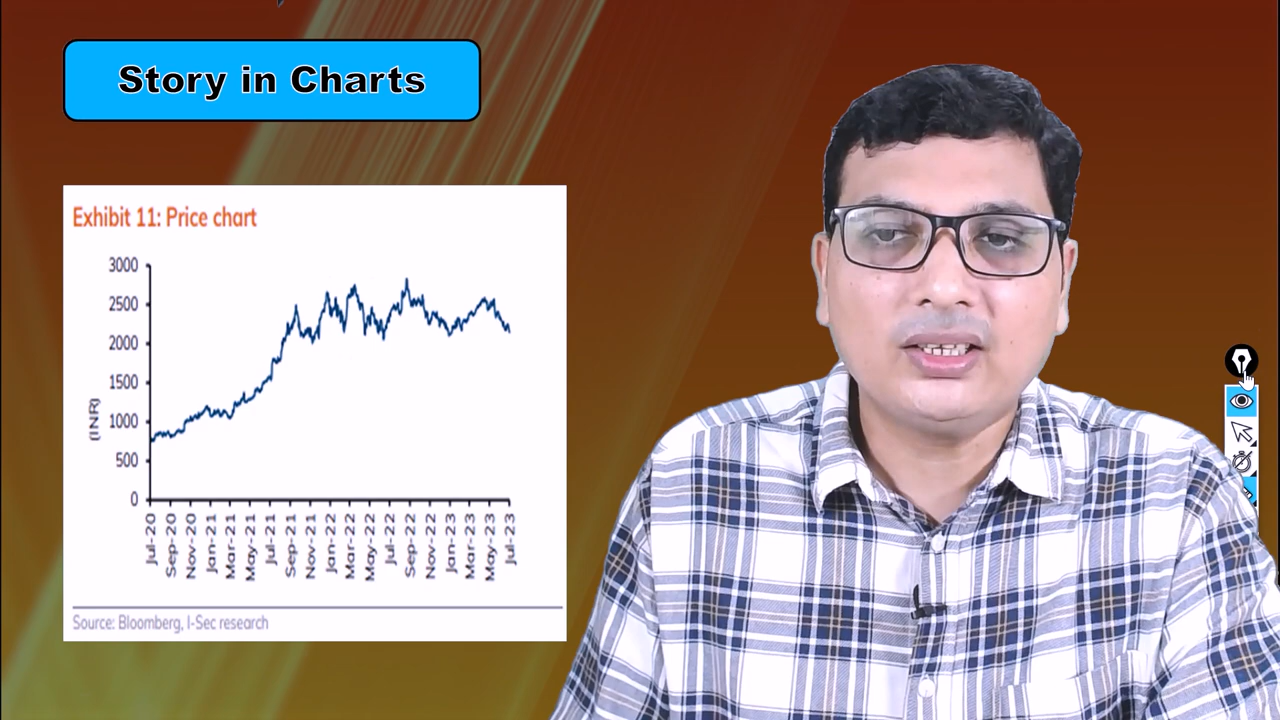 Story in Charts
Exhibit 11: Price chart
3000
2500
2000
1500
1000
500
0
(INR)
Jul-20
Sep-20
Nov-20
Jan-21
Mar-21
May-21
Jul-21
Sep-21
Nov-21
Jan-22
Mar-22
May-22
Jul-22
Sep-22
Nov-22
Jan-23
Mar-23
May-23
Jul-23
Source: Bloomberg, I-Sec research